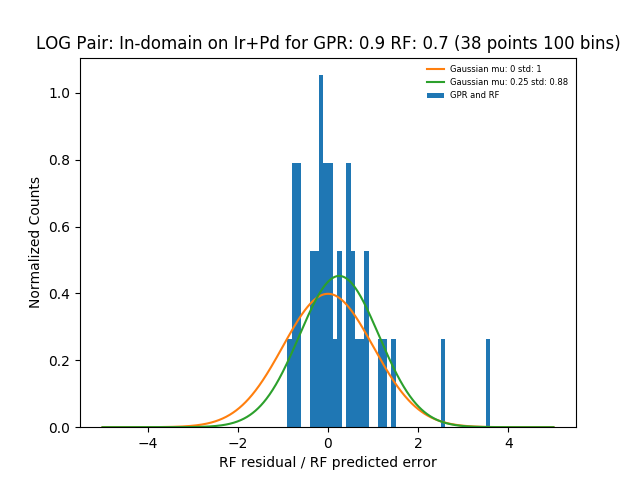 LOG Pair: In-domain on Ir+Pd for GPR: 0.9 RF: 0.7 (38 points 100 bins)
Gaussian mu: 0 std: 1
Gaussian mu: 0.25 std: 0.88
GPR and RF
Normalized Counts
1.0
0.8
0.6
0.4
0.2
0.0
−4 −2 0 2 4
RF residual / RF predicted error